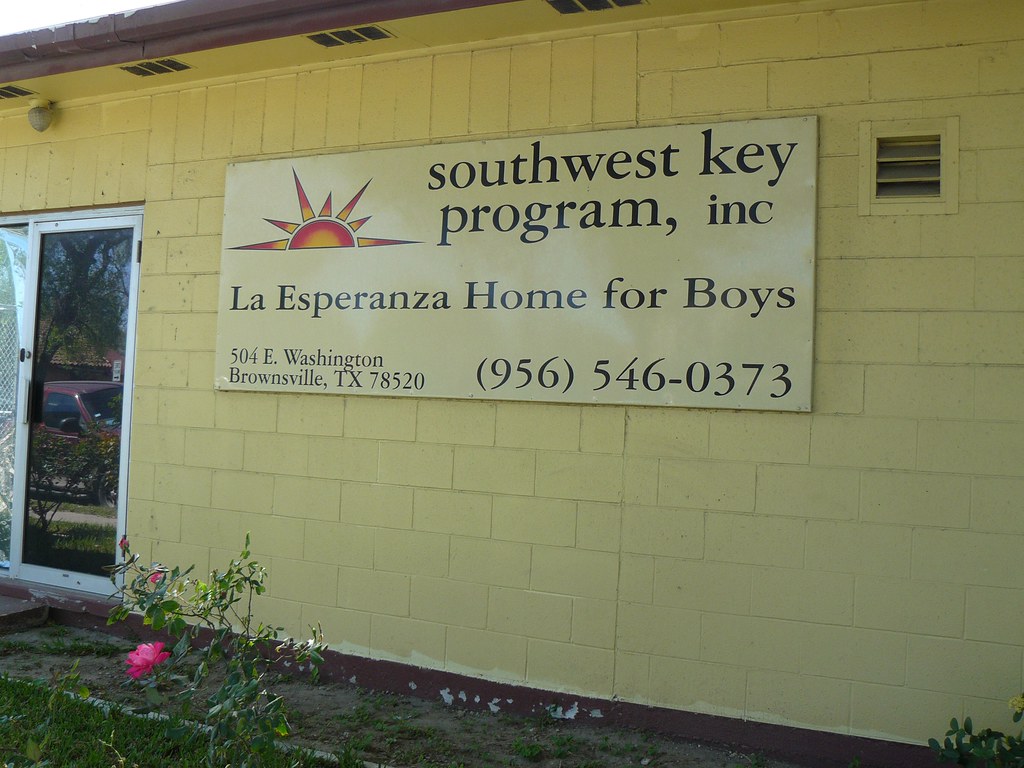 southwest key
program, inc
La Esperanza Home for Boys
504 E. Washington
Brownsville, TX 78520
(956) 546-0373